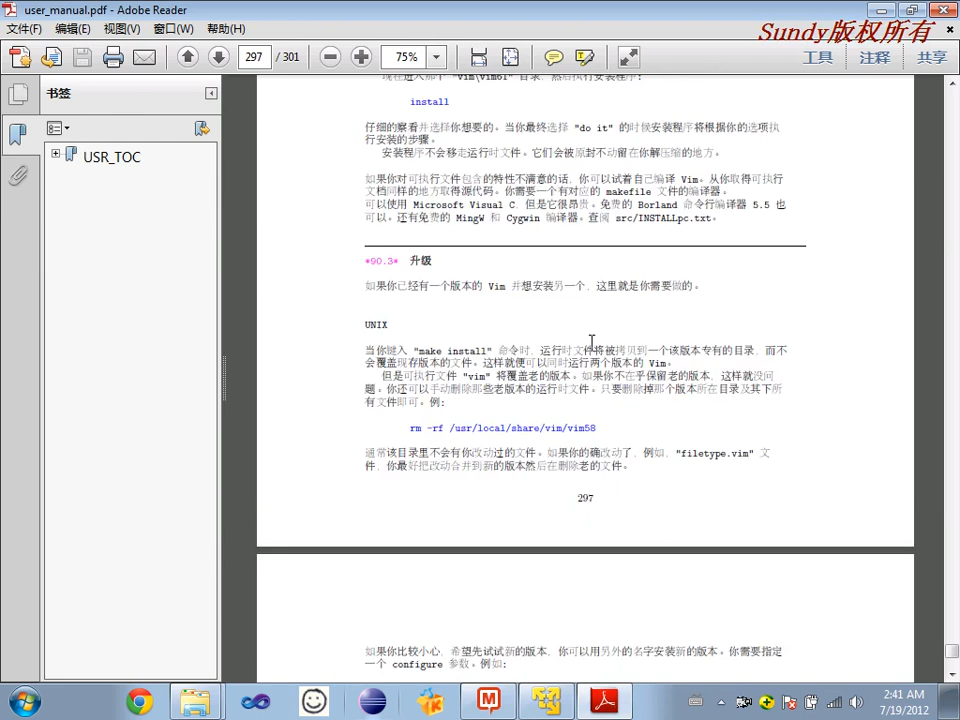 user_manual.pdf - Adobe Reader
文件(F) 编辑(E) 视图(V) 窗口(W) 帮助(H)
Sundy版权所有
297 / 301 75% 工具 注释 共享
书签
USR_TOC
现在进入那个 "vim\vim61" 目录，然后执行安装程序:
install
仔细的察看并选择你想要的。当你最终选择 "do it" 的时候安装程序将根据你的选项执
行安装的步骤。
安装程序不会移走运行时文件。它们会被原封不动留在你解压缩的地方。
如果你对可执行文件包含的特性不满意的话，你可以试着自己编译 Vim。从你取得可执行
文档同样的地方取得源代码。你需要一个有对应的 makefile 文件的编译器。
可以使用 Microsoft Visual C，但是它很昂贵。免费的 Borland 命令行编译器 5.5 也
可以。还有免费的 MingW 和 Cygwin 编译器。查阅 src/INSTALLpc.txt。
*90.3* 升级
如果你已经有一个版本的 Vim 并想安装另一个，这里就是你需要做的。
UNIX
当你键入 "make install" 命令时，运行时文件将被拷贝到一个该版本专有的目录，而不
会覆盖现存版本的文件。这样就便可以同时运行两个版本的 Vim。
但是可执行文件 "vim" 将覆盖老的版本。如果你不在乎保留老的版本，这样就没问
题。你还可以手动删除那些老版本的运行时文件。只要删除掉那个版本所在目录及其下所
有文件即可。例:
rm -rf /usr/local/share/vim/vim58
通常该目录里不会有你改动过的文件。如果你的确改动了，例如，"filetype.vim" 文
件，你最好把改动合并到新的版本然后在删除老的文件。
297
如果你比较小心，希望先试试新的版本，你可以用另外的名字安装新的版本。你需要指定
一个 configure 参数。例如:
2:41 AM
7/19/2012